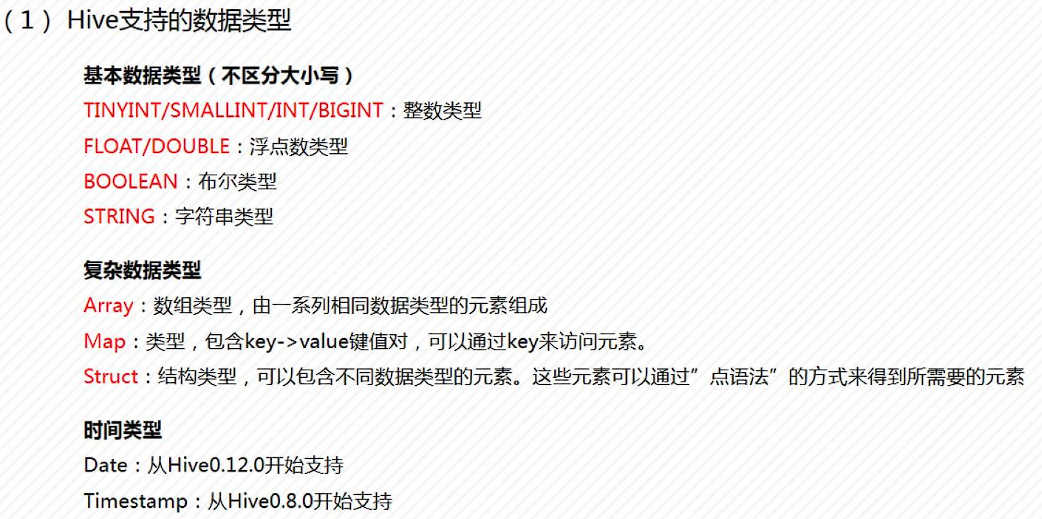 （1） Hive支持的数据类型
基本数据类型（不区分大小写）
TINYINT/SMALLINT/INT/BIGINT：整数类型
FLOAT/DOUBLE：浮点数类型
BOOLEAN：布尔类型
STRING：字符串类型
复杂数据类型
Array：数组类型，由一系列相同数据类型的元素组成
Map：类型，包含key->value键值对，可以通过key来访问元素。
Struct：结构类型，可以包含不同数据类型的元素。这些元素可以通过”点语法”的方式来得到所需要的元素
时间类型
Date：从Hive0.12.0开始支持
Timestamp：从Hive0.8.0开始支持